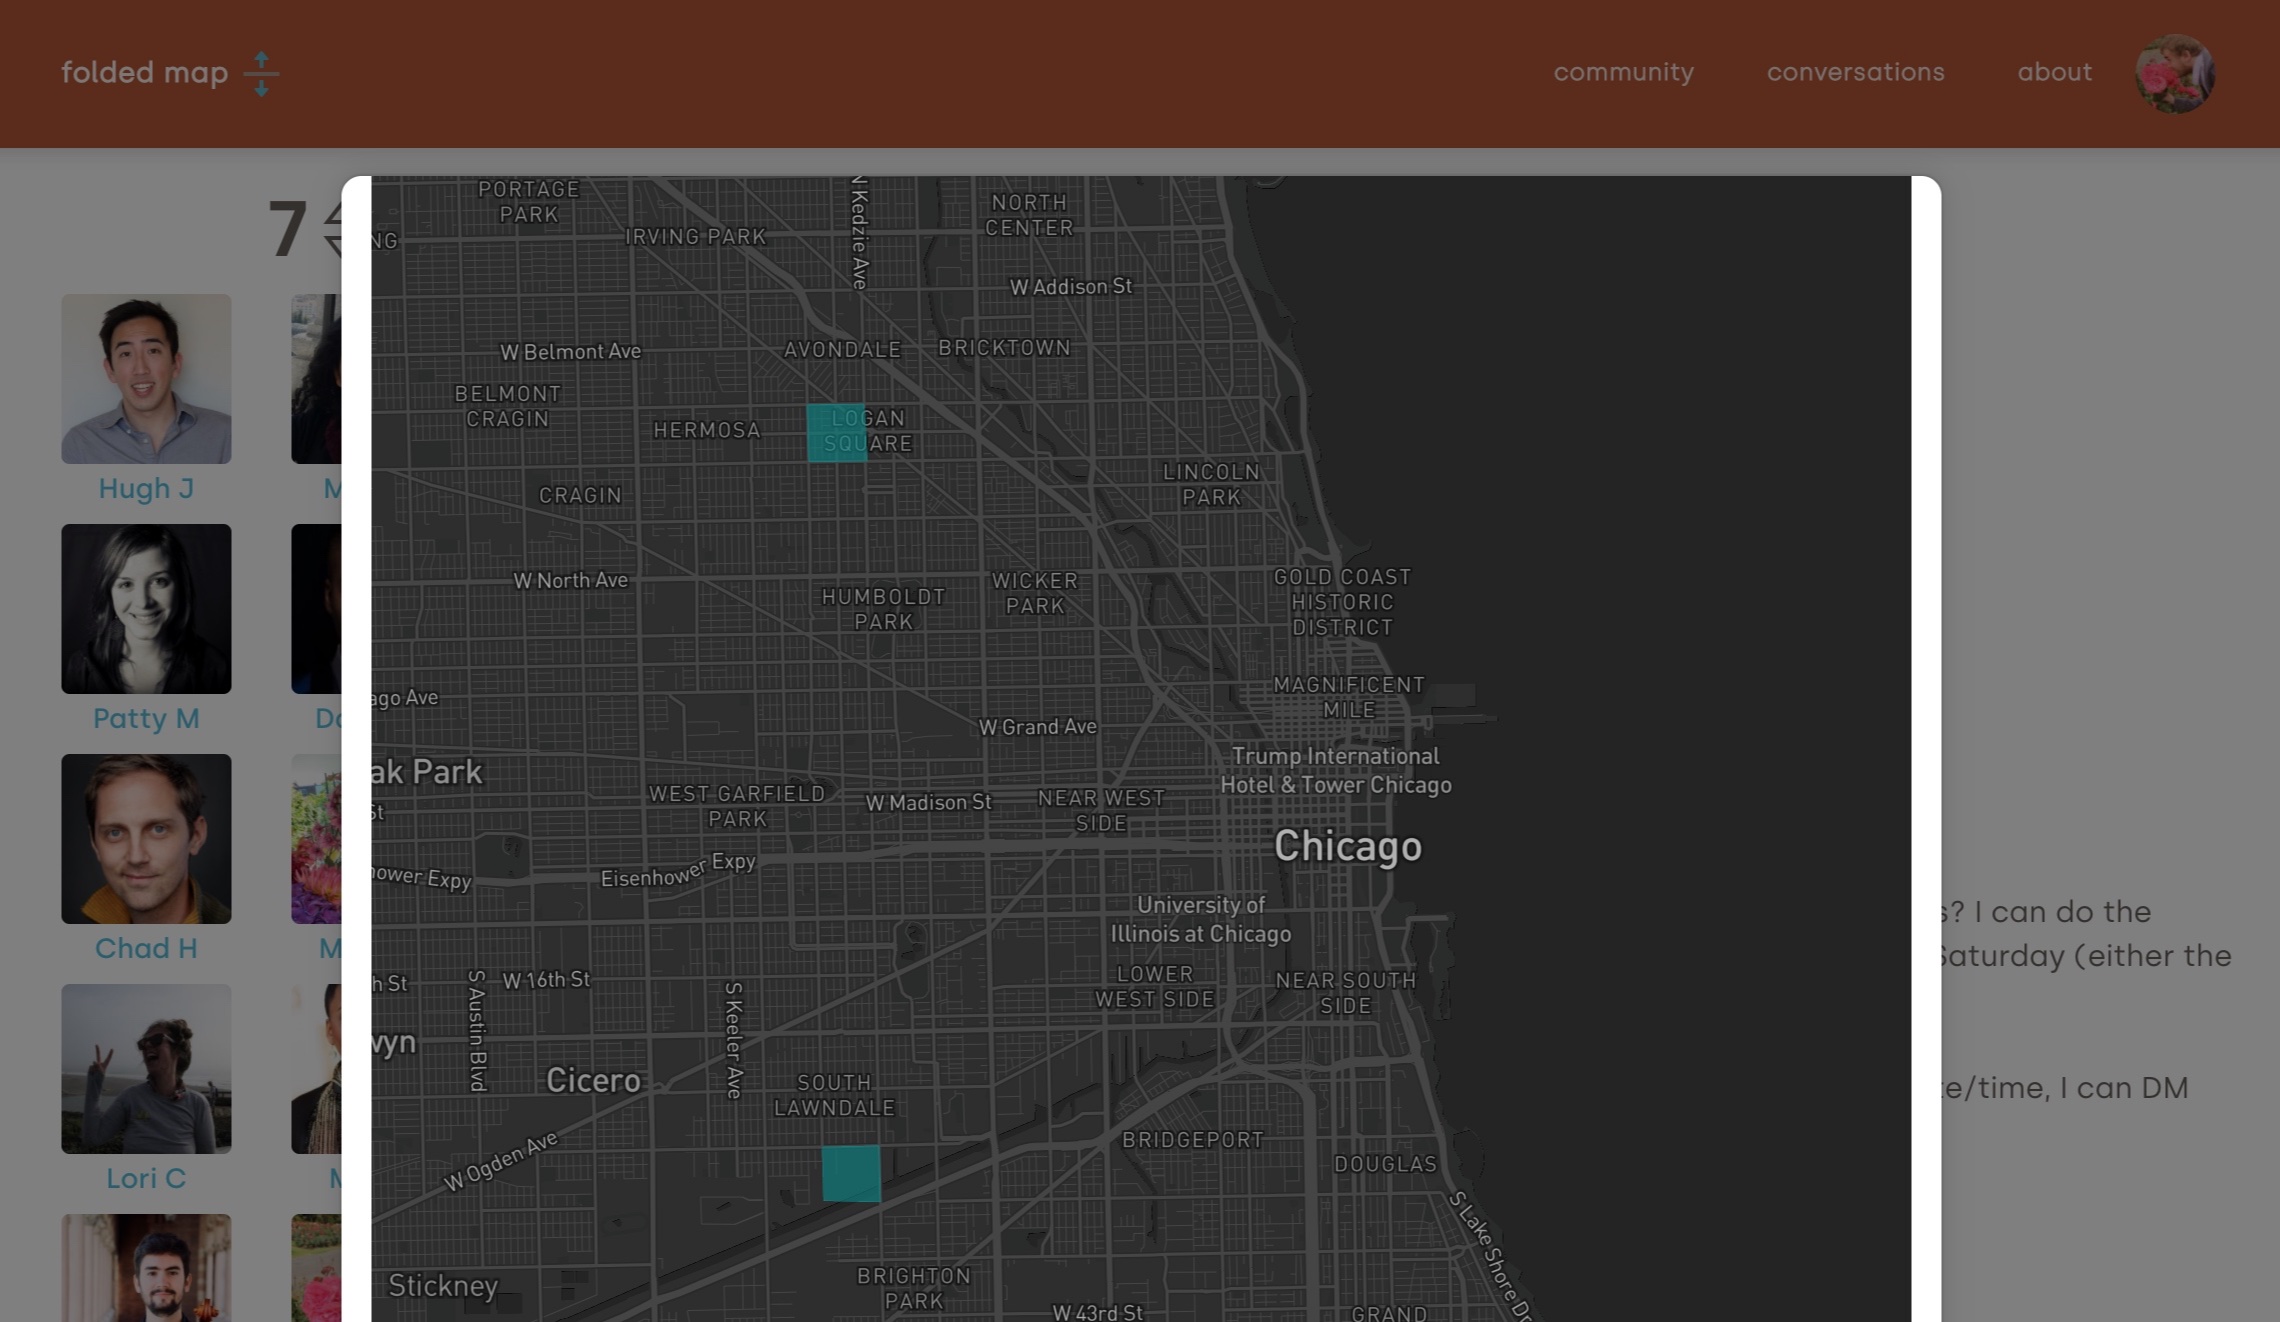 folded map
community
conversations
about
7
Hugh J
Patty M
Chad H
Lori C
PORTAGE
PARK
IRVING PARK
N Kedzie Ave
NORTH
CENTER
W Addison St
W Belmont Ave
AVONDALE
BRICKTOWN
BELMONT
CRAGIN
HERMOSA
LOGAN
SQUARE
CRAGIN
LINCOLN
PARK
W North Ave
HUMBOLDT
PARK
WICKER
PARK
GOLD COAST
HISTORIC
DISTRICT
ago Ave
MAGNIFICENT
MILE
W Grand Ave
Trump International
Hotel & Tower Chicago
ak Park
St
WEST GARFIELD
PARK
W Madison St
NEAR WEST
SIDE
Chicago
ower Expy
Eisenhower Expy
University of
Illinois at Chicago
h St
S Austin Blvd
W 16th St
S Keeler Ave
LOWER
WEST SIDE
NEAR SOUTH
SIDE
wyn
Cicero
SOUTH
LAWNDALE
W Ogden Ave
BRIDGEPORT
DOUGLAS
S Lake Shore Dr
Stickney
BRIGHTON
PARK
W 43rd St
GRAND
s? I can do the
Saturday (either the
te/time, I can DM